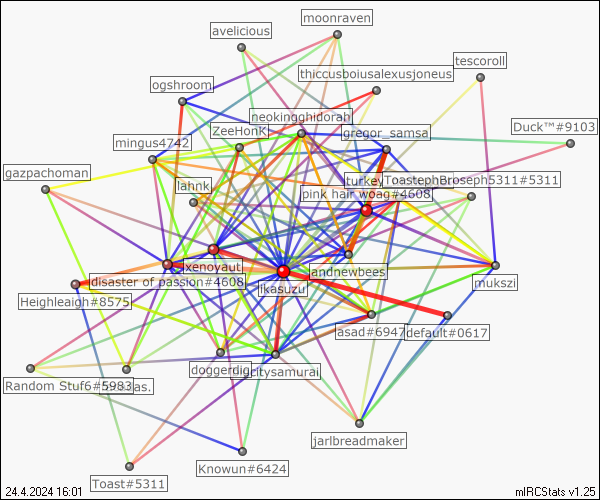 moonraven
avelicious
tescoroll
thiccusboiusalexusjoneus
ogshroom
neokingghidorah
Duck™#9103
ZeeHonK
gregor_samsa
mingus4742
gazpachoman
lahnk
turkey
ToastephBroseph5311#5311
pink hair woag#4608
xenoyaut
landnewbees
disaster of passion#4608
ikasuzu
mukszi
Heighleaigh#8575
asad#6947
default#0617
doggerdig
citysamurai
Random Stuf6#5983
as.
jarlbreadmaker
Knowun#6424
Toast#5311
24.4.2024 16:01
mIRCStats v1.25